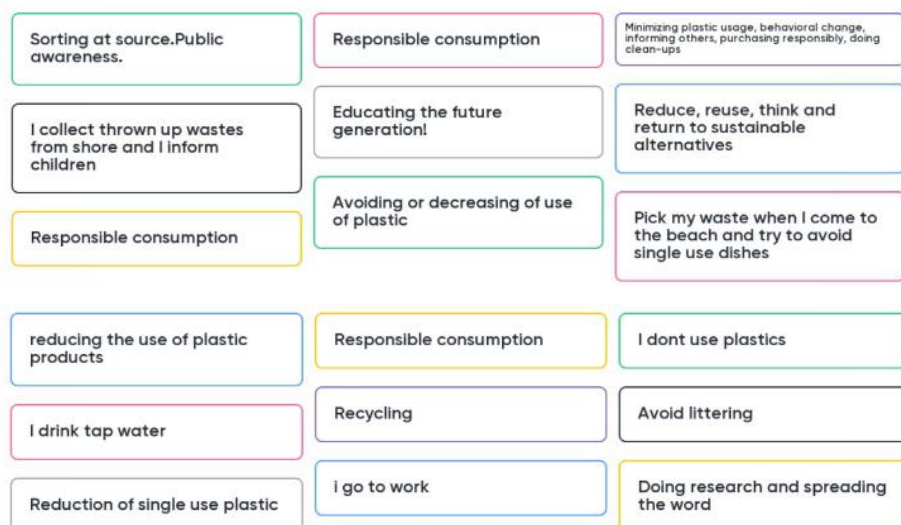 Sorting at source.Public
awareness.
I collect thrown up wastes
from shore and I inform
children
Responsible consumption
Responsible consumption
Educating the future
generation!
Avoiding or decreasing of use
of plastic
Minimizing plastic usage, behavioral change,
informing others, purchasing responsibly, doing
clean-ups
Reduce, reuse, think and
return to sustainable
alternatives
Pick my waste when I come to
the beach and try to avoid
single use dishes
reducing the use of plastic
products
I drink tap water
Reduction of single use plastic
Responsible consumption
Recycling
i go to work
I dont use plastics
Avoid littering
Doing research and spreading
the word